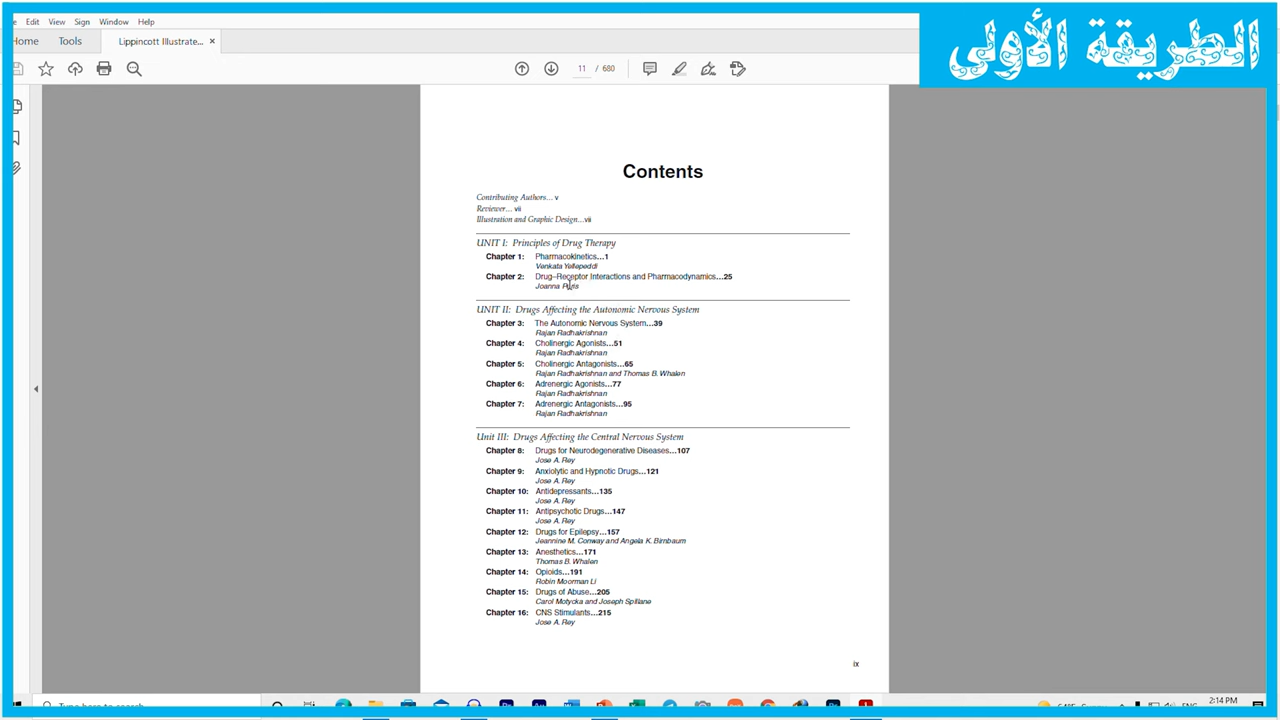 Edit View Sign Window Help
الطريقة الأولى
Home Tools Lippincott Illustrate... ×
11 / 680
Contents
Contributing Authors... v
Reviewer... vii
Illustration and Graphic Design...vii
UNIT I: Principles of Drug Therapy
Chapter 1: Pharmacokinetics...1
Venkata Yellepeddi
Chapter 2: Drug–Receptor Interactions and Pharmacodynamics...25
Joanna
UNIT II: Drugs Affecting the Autonomic Nervous System
Chapter 3: The Autonomic Nervous System...39
Rajan Radhakrishnan
Chapter 4: Cholinergic Agonists...51
Rajan Radhakrishnan
Chapter 5: Cholinergic Antagonists...65
Rajan Radhakrishnan and Thomas B. Whalen
Chapter 6: Adrenergic Agonists...77
Rajan Radhakrishnan
Chapter 7: Adrenergic Antagonists...95
Rajan Radhakrishnan
Unit III: Drugs Affecting the Central Nervous System
Chapter 8: Drugs for Neurodegenerative Diseases...107
Jose A. Rey
Chapter 9: Anxiolytic and Hypnotic Drugs...121
Jose A. Rey
Chapter 10: Antidepressants...135
Jose A. Rey
Chapter 11: Antipsychotic Drugs...147
Jose A. Rey
Chapter 12: Drugs for Epilepsy...157
Jeannine M. Conway and Angela K. Birnbaum
Chapter 13: Anesthetics...171
Thomas B. Whalen
Chapter 14: Opioids...191
Robin Moorman Li
Chapter 15: Drugs of Abuse...205
Carol Motycka and Joseph Spillane
Chapter 16: CNS Stimulants...215
Jose A. Rey
ix
Type here to search
ENG 2:14 PM